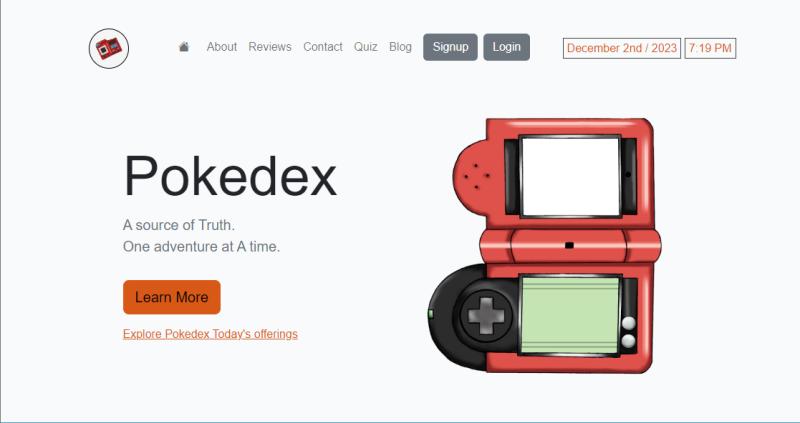 About Reviews Contact Quiz Blog Signup Login December 2nd / 2023 7:19 PM
Pokedex
A source of Truth.
One adventure at A time.
Learn More
Explore Pokedex Today's offerings